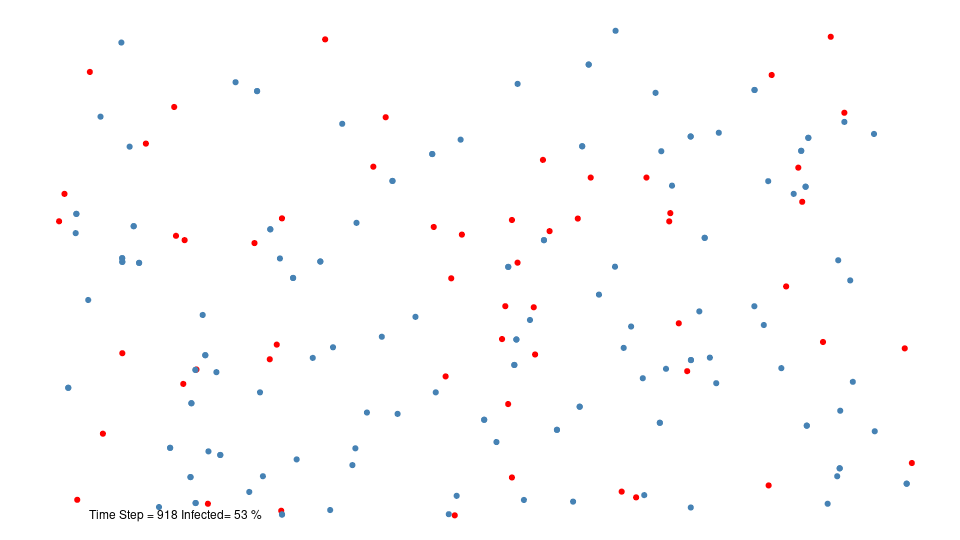 Time Step = 918 Infected= 53 %